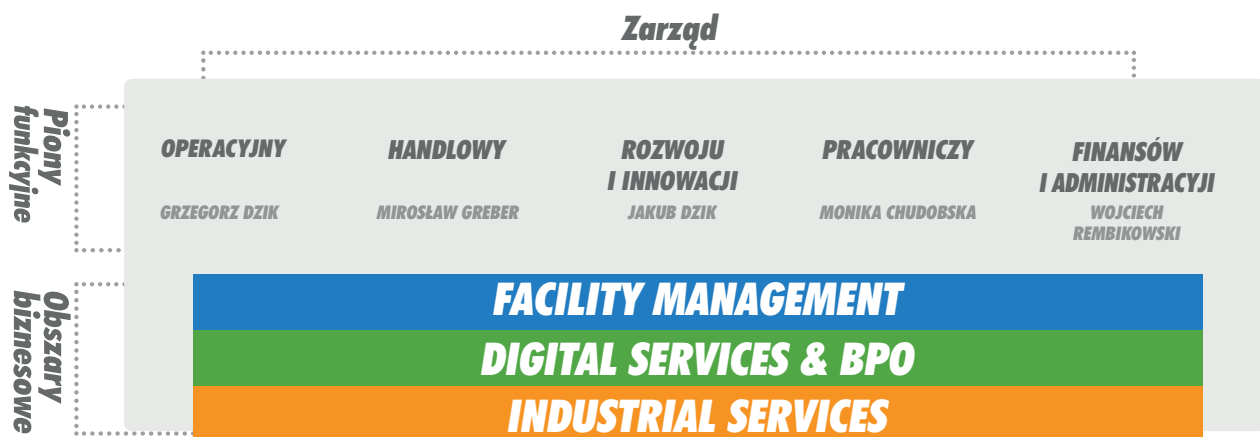 Zarząd
Piony
funkcyjne
OPERACYJNY
GRZEGORZ DZIK
HANDLOWY
MIROSŁAW GREBER
ROZWOJU
I INNOWACJI
JAKUB DZIK
PRACOWNICZY
MONIKA CHUDOBSKA
FINANSÓW
I ADMINISTRACYJI
WOJCIECH
REMBIKOWSKI
Obszary
biznesowe
FACILITY MANAGEMENT
DIGITAL SERVICES & BPO
INDUSTRIAL SERVICES